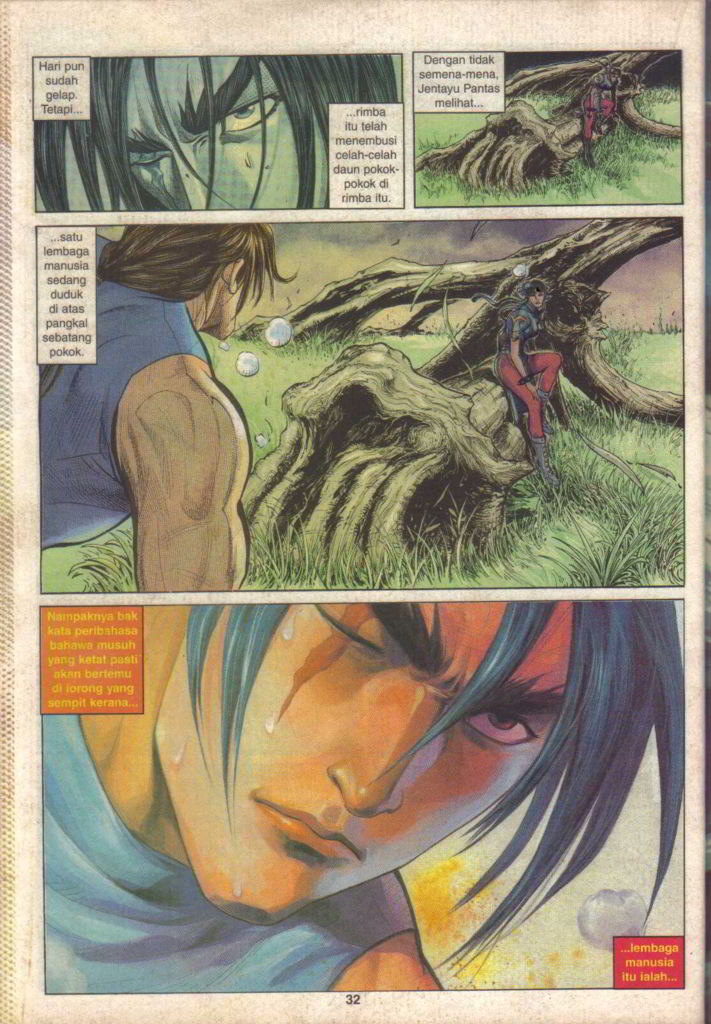 Hari pun
sudah
gelap.
Tetapi...
...rimba
itu telah
menembusi
celah-celah
daun pokok-
pokok di
rimba itu.
Dengan tidak
semena-mena,
Jentayu Pantas
melihat...
...satu
lembaga
manusia
sedang
duduk
di atas
pangkal
sebatang
pokok.
Nampaknya bak
kata peribahasa
bahawa musuh
yang ketat pasti
akan bertemu
di lorong yang
sempit kerana...
...lembaga
manusia
itu ialah...
32